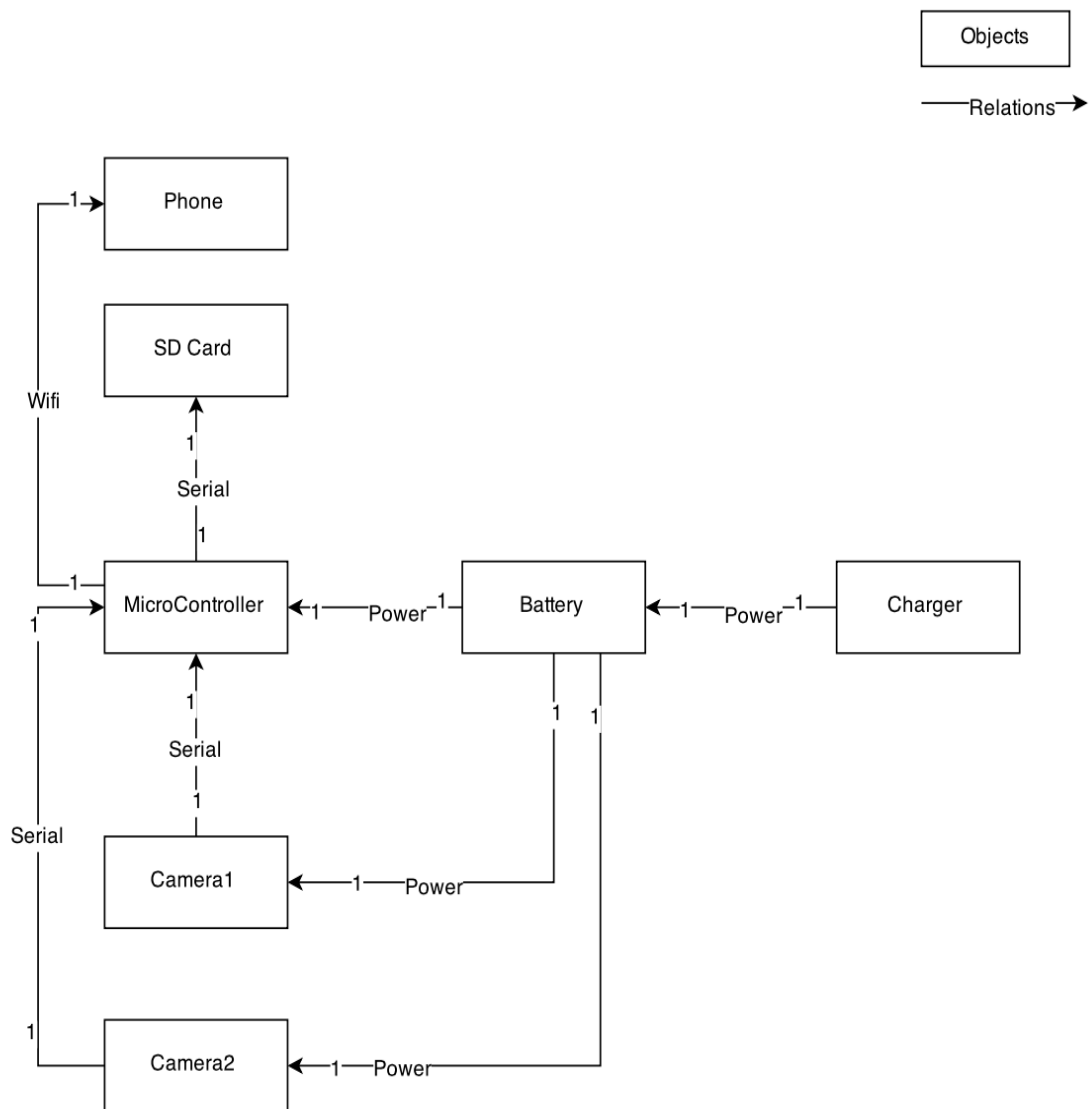 Objects
Relations
1
Phone
SD Card
Wifi
1
Serial
1
1
MicroController
1
Power
1
Battery
1
Power
1
Charger
1
1
1
1
Serial
1
Serial
Camera1
1
Power
1
Camera2
1
Power